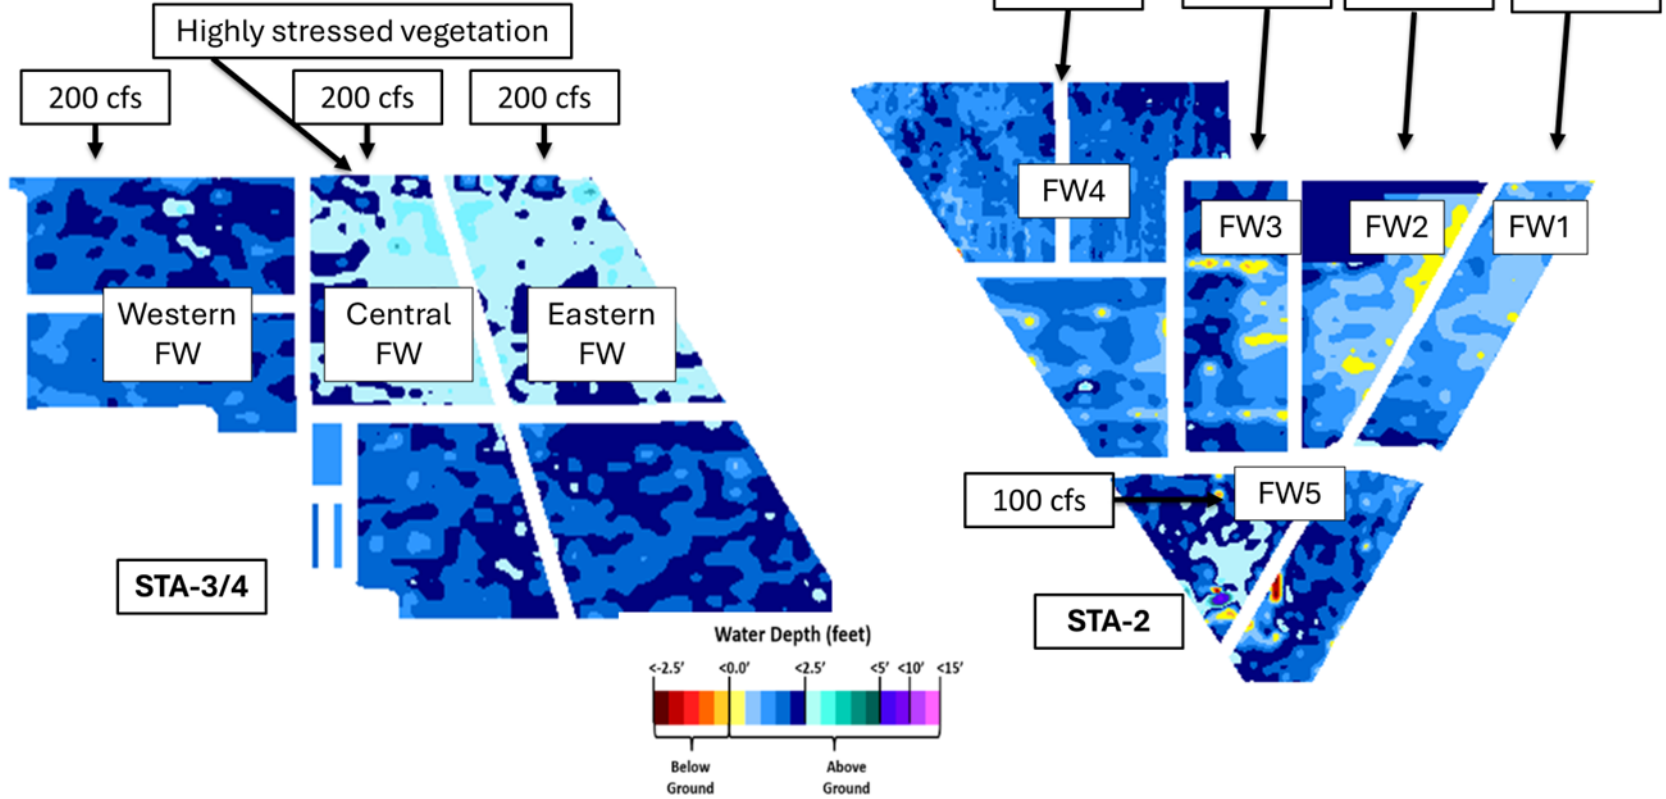 Highly stressed vegetation
200 cfs
200 cfs
200 cfs
Western
FW
Central
FW
Eastern
FW
STA-3/4
FW4
FW3
FW2
FW1
100 cfs
FW5
STA-2
Water Depth (feet)
<-2.5' <0.0' <2.5' <5' <10' <15'
Below
Ground
Above
Ground